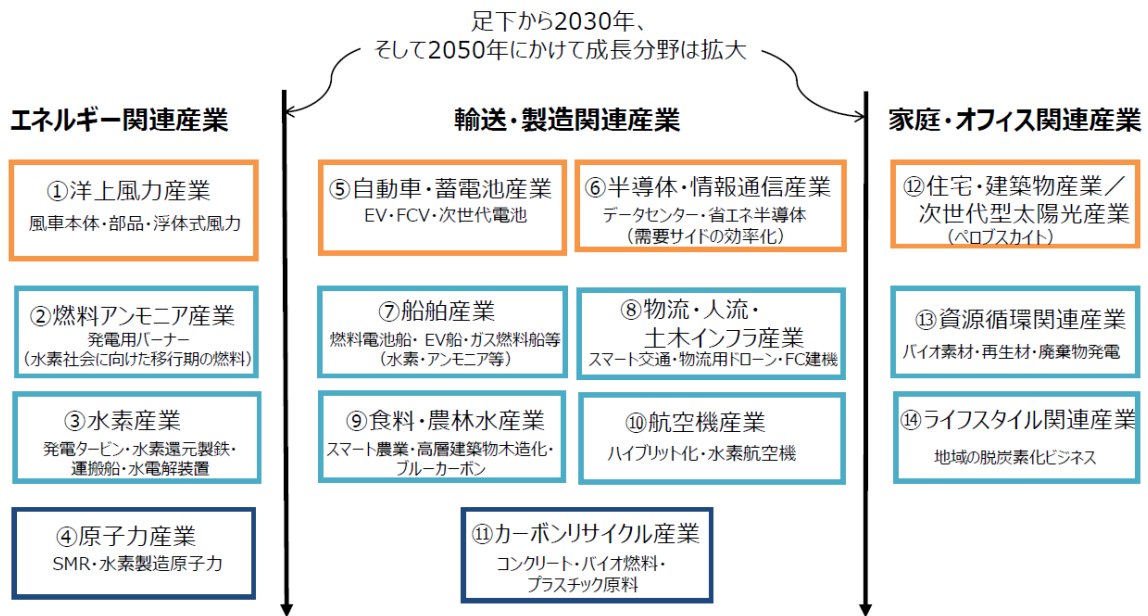 足下から2030年、
そして2050年にかけて成長分野は拡大
エネルギー関連産業
①洋上風力産業
風車本体・部品・浮体式風力
②燃料アンモニア産業
発電用バーナー
（水素社会に向けた移行期の燃料）
③水素産業
発電タービン・水素還元製鉄・
運搬船・水電解装置
④原子力産業
SMR・水素製造原子力
輸送・製造関連産業
⑤自動車・蓄電池産業
EV・FCV・次世代電池
⑥半導体・情報通信産業
データセンター・省エネ半導体
（需要サイドの効率化）
⑦船舶産業
燃料電池船・EV船・ガス燃料船等
（水素・アンモニア等）
⑧物流・人流・
土木インフラ産業
スマート交通・物流用ドローン・FC建機
⑨食料・農林水産業
スマート農業・高層建築物木造化・
ブルーカーボン
⑩航空機産業
ハイブリット化・水素航空機
⑪カーボンリサイクル産業
コンクリート・バイオ燃料・
プラスチック原料
家庭・オフィス関連産業
⑫住宅・建築物産業／
次世代型太陽光産業
（ペロブスカイト）
⑬資源循環関連産業
バイオ素材・再生材・廃棄物発電
⑭ライフスタイル関連産業
地域の脱炭素化ビジネス